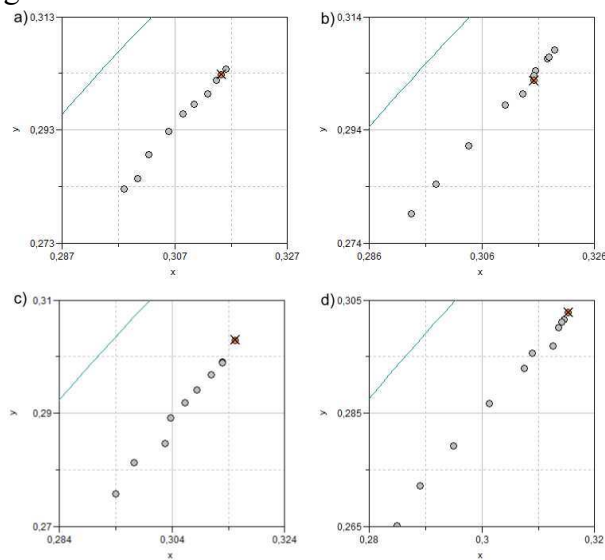 a) 0,313
y 0,293
0,273
0,287 0,307 0,327
x
b) 0,314
y 0,294
0,274
0,286 0,306 0,326
x
c) 0,31
y 0,29
0,27
0,284 0,304 0,324
x
d) 0,305
y 0,285
0,265
0,28 0,3 0,32
x